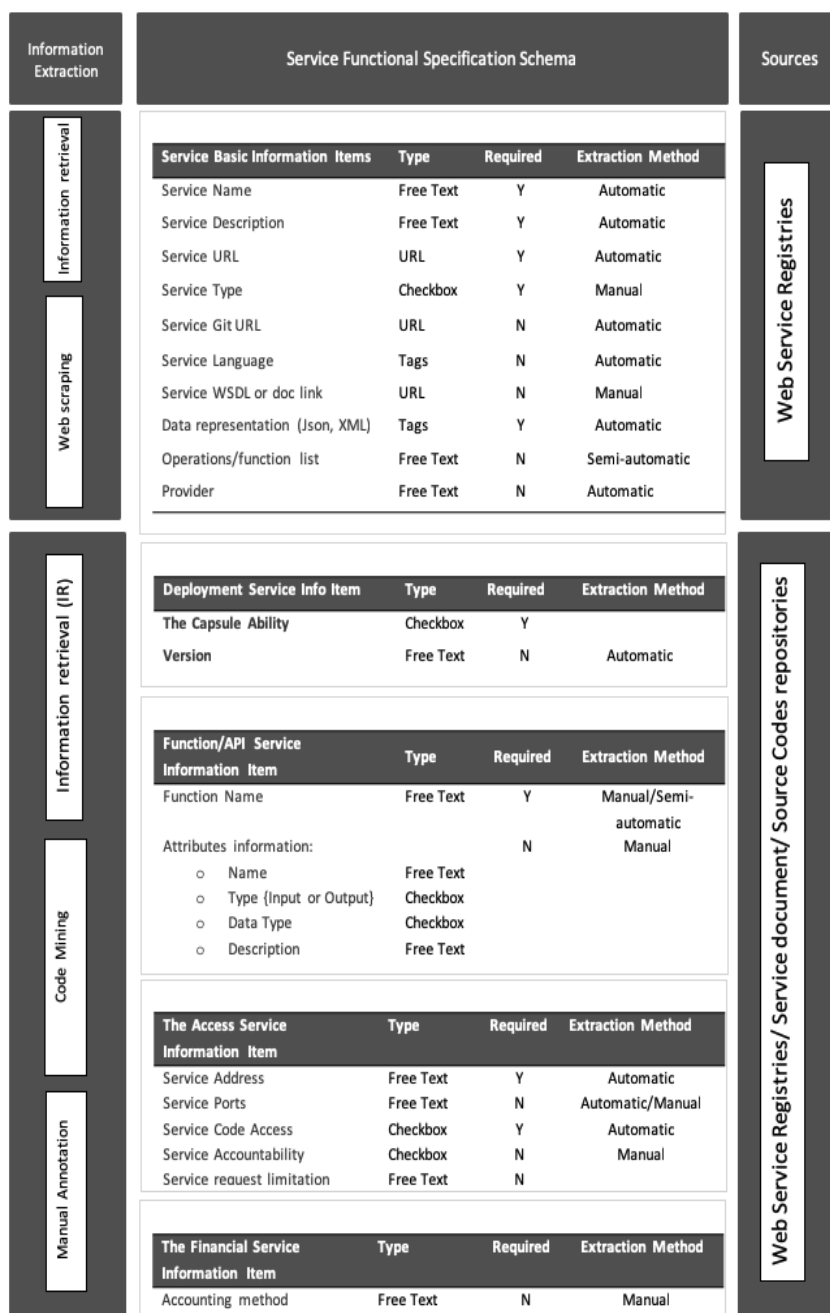 Information
Extraction
Service Functional Specification Schema
Sources
Information retrieval
Web scraping
Service Basic Information Items Type Required Extraction Method
Service Name Free Text Y Automatic
Service Description Free Text Y Automatic
Service URL URL Y Automatic
Service Type Checkbox Y Manual
Service Git URL URL N Automatic
Service Language Tags N Automatic
Service WSDL or doc link URL N Manual
Data representation (Json, XML) Tags Y Automatic
Operations/function list Free Text N Semi-automatic
Provider Free Text N Automatic
Web Service Registries
Information retrieval (IR)
Code Mining
Manual Annotation
Deployment Service Info Item Type Required Extraction Method
The Capsule Ability Checkbox Y
Version Free Text N Automatic
Function/API Service
Information Item Type Required Extraction Method
Function Name Free Text Y Manual/Semi-
automatic
Attributes information: N Manual
o Name Free Text
o Type {Input or Output} Checkbox
o Data Type Checkbox
o Description Free Text
The Access Service Type Required Extraction Method
Information Item
Service Address Free Text Y Automatic
Service Ports Free Text N Automatic/Manual
Service Code Access Checkbox Y Automatic
Service Accountability Checkbox N Manual
Service request limitation Free Text N
The Financial Service Type Required Extraction Method
Information Item
Accounting method Free Text N Manual
Web Service Registries/ Service document/ Source Codes repositories